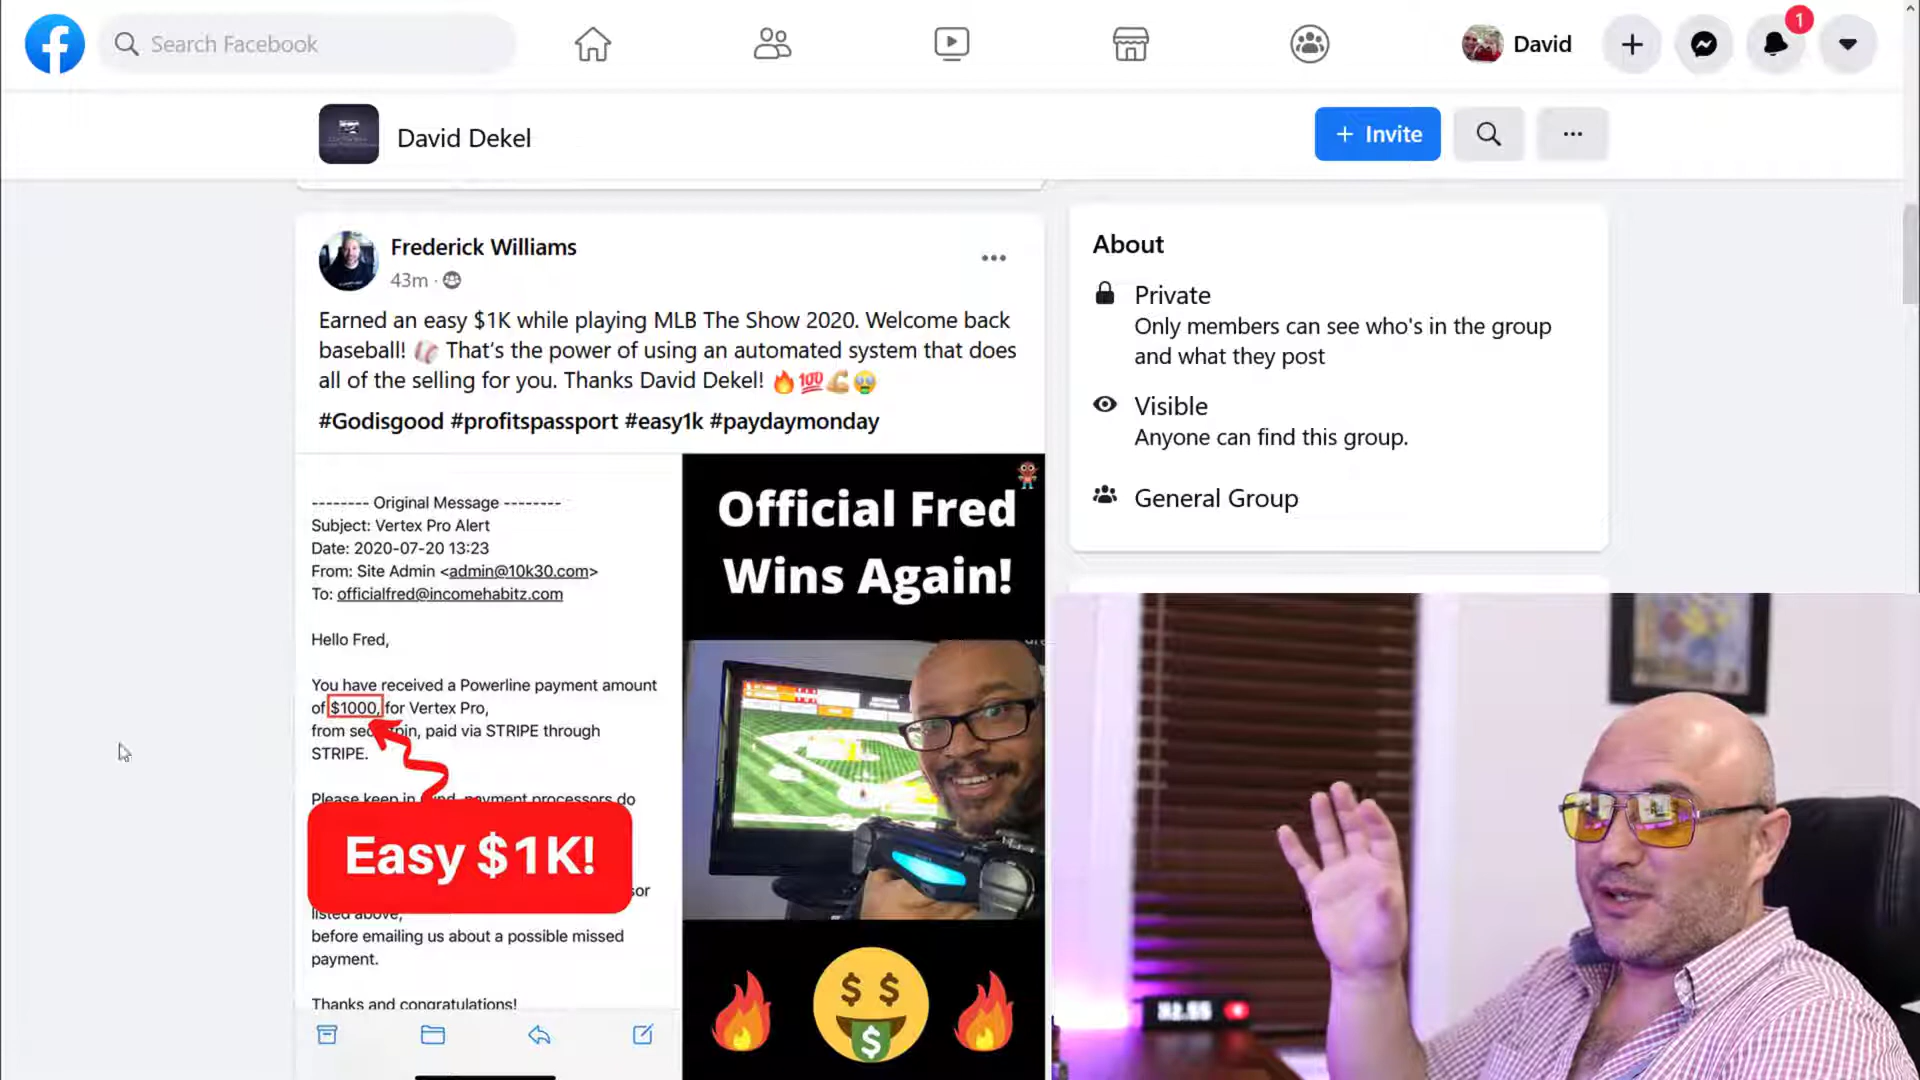 Search Facebook
David
1
David Dekel
+ Invite
Frederick Williams
43m ·
Earned an easy $1K while playing MLB The Show 2020. Welcome back
baseball! ⚾ That's the power of using an automated system that does
all of the selling for you. Thanks David Dekel! 🔥💯💪🤑
#Godisgood #profitspassport #easy1k #paydaymonday
-------- Original Message --------
Subject: Vertex Pro Alert
Date: 2020-07-20 13:23
From: Site Admin <admin@10k30.com>
To: officialfred@incomehabitz.com
Hello Fred,
You have received a Powerline payment amount
of $1000, for Vertex Pro,
from paid via STRIPE through
STRIPE.
Please keep in payment processors do
Easy $1K!
listed above,
before emailing us about a possible missed
payment.
Thanks and congratulations!
Official Fred
Wins Again!
About
Private
Only members can see who's in the group
and what they post
Visible
Anyone can find this group.
General Group